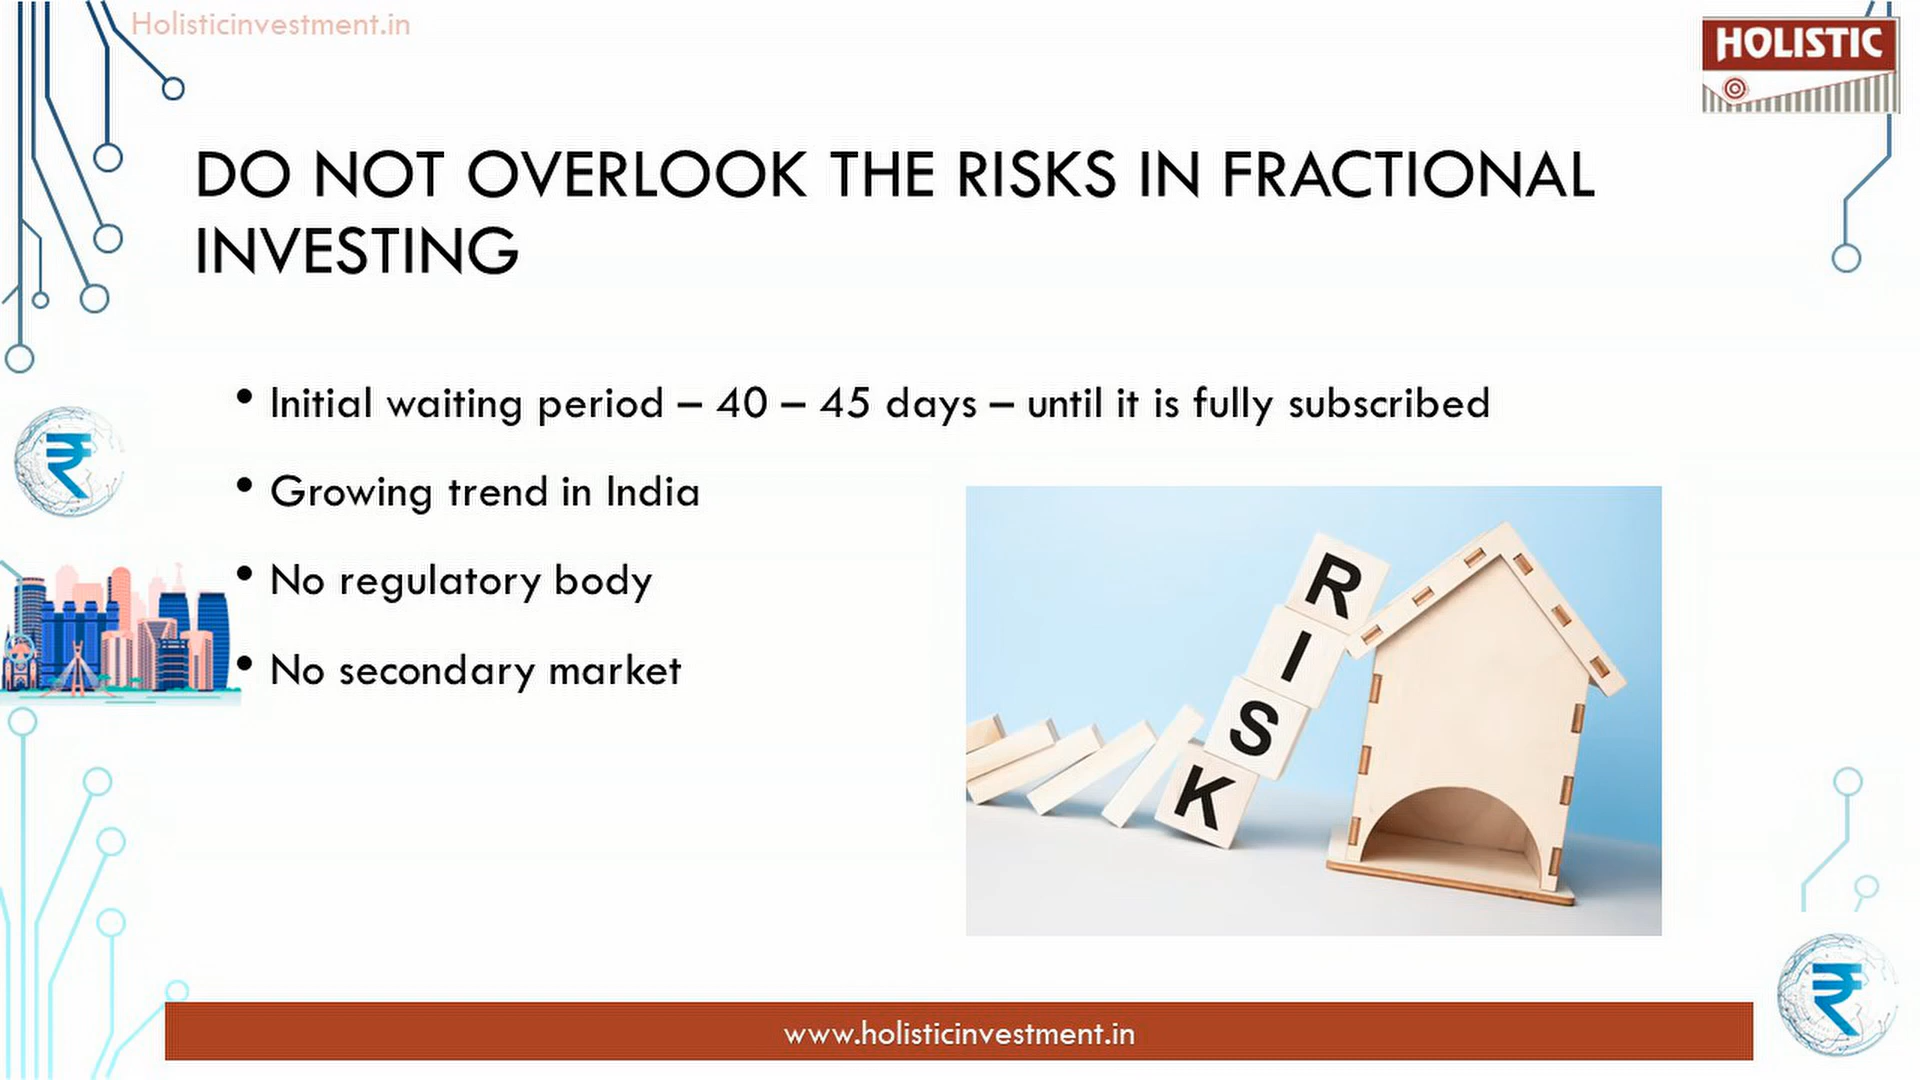 Holisticinvestment.in
HOLISTIC
DO NOT OVERLOOK THE RISKS IN FRACTIONAL
INVESTING
• Initial waiting period – 40 – 45 days – until it is fully subscribed
• Growing trend in India
• No regulatory body
• No secondary market
R
I
S
K
₹
₹
www.holisticinvestment.in